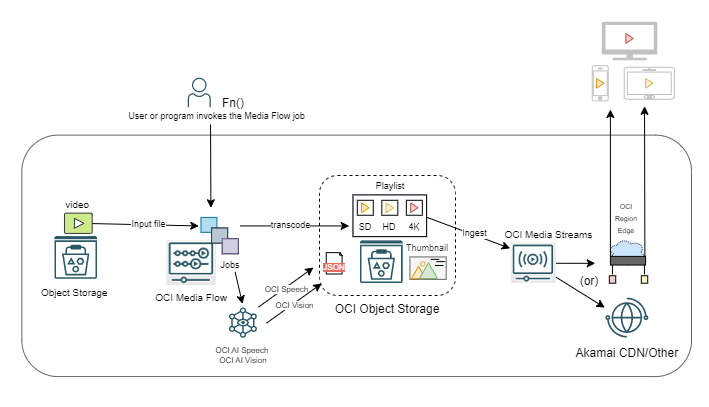 Fn()
User or program invokes the Media Flow job
video
Input file
Object Storage
Jobs
OCI Media Flow
transcode
OCI Speech
OCI Vision
OCI AI Speech
OCI AI Vision
Playlist
SD HD 4K
Thumbnail
JSON
OCI Object Storage
Ingest
OCI Media Streams
(or)
OCI
Region
Edge
Akamai CDN/Other